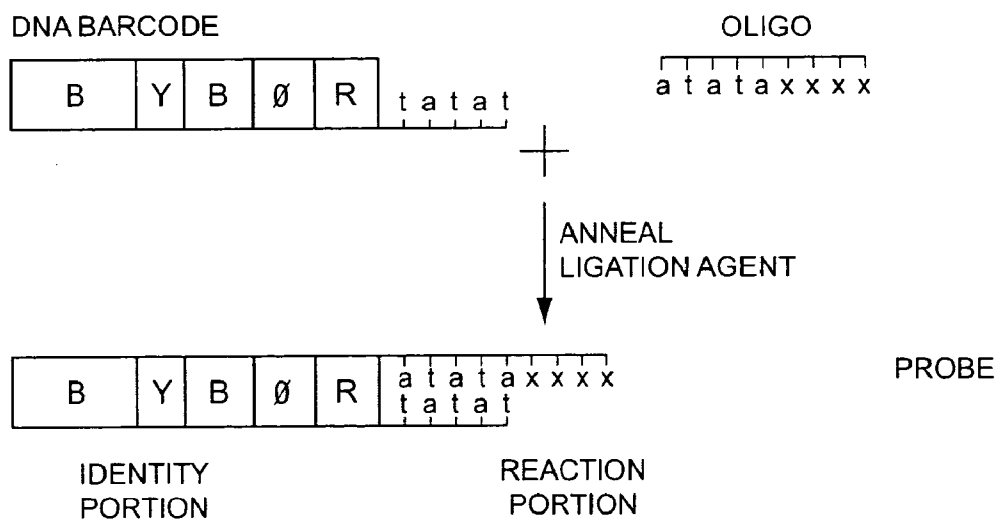 DNA BARCODE
OLIGO
B Y B Ø R
t a t a t
a t a t a x x x x
ANNEAL
LIGATION AGENT
B Y B Ø R
a t a t a x x x x
t a t a t
PROBE
IDENTITY
PORTION
REACTION
PORTION